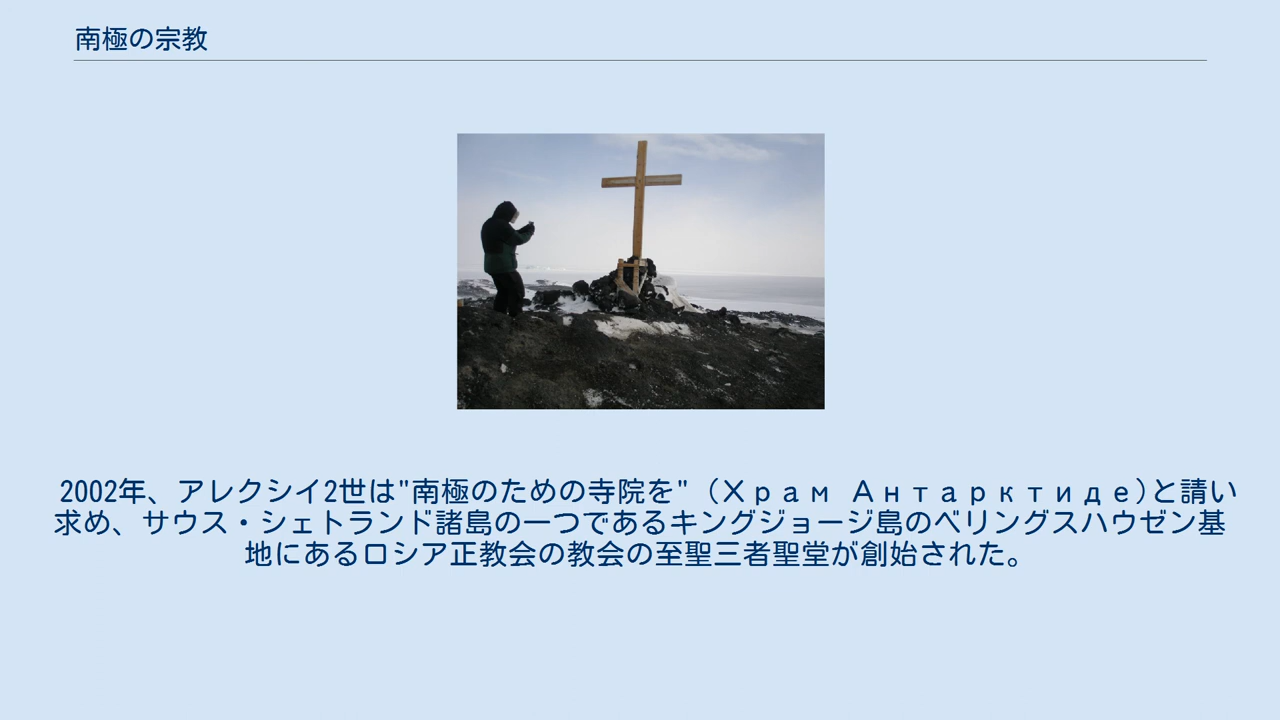 南極の宗教
2002年、アレクシイ2世は"南極のための寺院を"（Храм Антарктиде)と請い
求め、サウス・シェトランド諸島の一つであるキングジョージ島のベリングスハウゼン基
地にあるロシア正教会の教会の至聖三者聖堂が創始された。